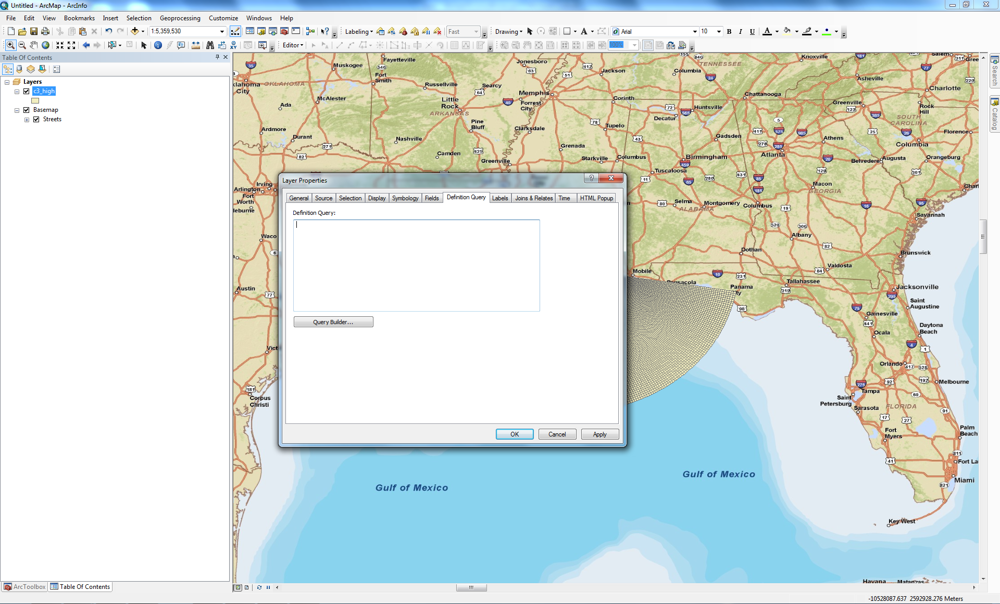 Untitled - ArcMap - ArcInfo
File Edit View Bookmarks Insert Selection Geoprocessing Customize Windows Help
1:5,359,530 Labeling Fast Drawing Arial 10 B I U A
Editor 100%
Table Of Contents
Layers
c3_high
Basemap
Streets
Search
Catalog
Layer Properties
General Source Selection Display Symbology Fields Definition Query Labels Joins & Relates Time HTML Popup
Definition Query:
Query Builder...
OK Cancel Apply
Fayetteville
Muskogee
OKLAHOMA
City
Fort
Smith
Russellville
Searcy
Jonesboro
Jackson
Columbia
TENNESSEE
Knoxville
Salem
Asheville
Charlotte
McAlester
Ada
Little
Rock
ARKANSAS
Memphis
Forrest
City
Corinth
Huntsville
Decatur
Chattanooga
Greenville
Rock
Hill
SOUTH
CAROLINA
Florence
Ardmore
Durant
Pine
Bluff
Clarksdale
Tupelo
Gadsden
Athens
Atlanta
Columbia
Nashville
Camden
Greenville
Grenada
Starkville
Columbus
Birmingham
Tuscaloosa
Belvedere
Augusta
Orangeburg
Arlington
Irving
Fort
Worth
leburne
Macon
GEORGIA
Selma
ALABAMA
Montgomery
Columbus
Savannah
Waco
Albany
Dothan
Brunswick
Valdosta
Mobile
Pensacola
Panama
Tallahassee
Jacksonville
Saint
Augustine
Austin
Gainesville
Ocala
Daytona
Beach
Vict
Orlando
Melbourne
Corpus
Christi
Tampa
Saint
Petersburg
Sarasota
FLORIDA
Fort
Myers
Palm
Beach
Fort La
Miami
Gulf of Mexico
Gulf of Mexico
Key West
Havana
Matanzas
ArcToolbox Table Of Contents
-10528087.637 2592928.276 Meters